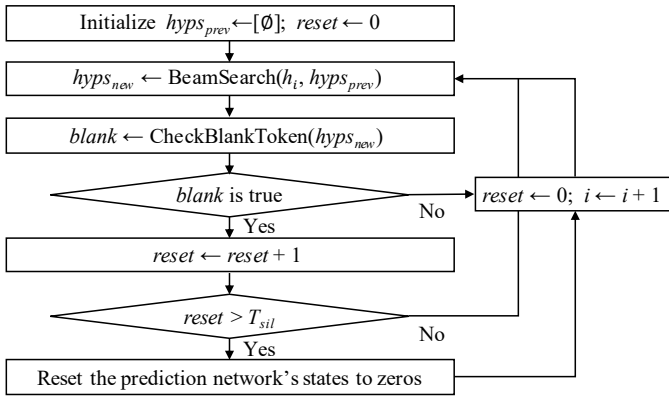 Initialize hyps_prev←[∅]; reset ← 0
hyps_new ← BeamSearch(h_i, hyps_prev)
blank ← CheckBlankToken(hyps_new)
blank is true
No
reset ← 0; i ← i + 1
Yes
reset ← reset + 1
reset > T_sil
No
Yes
Reset the prediction network's states to zeros